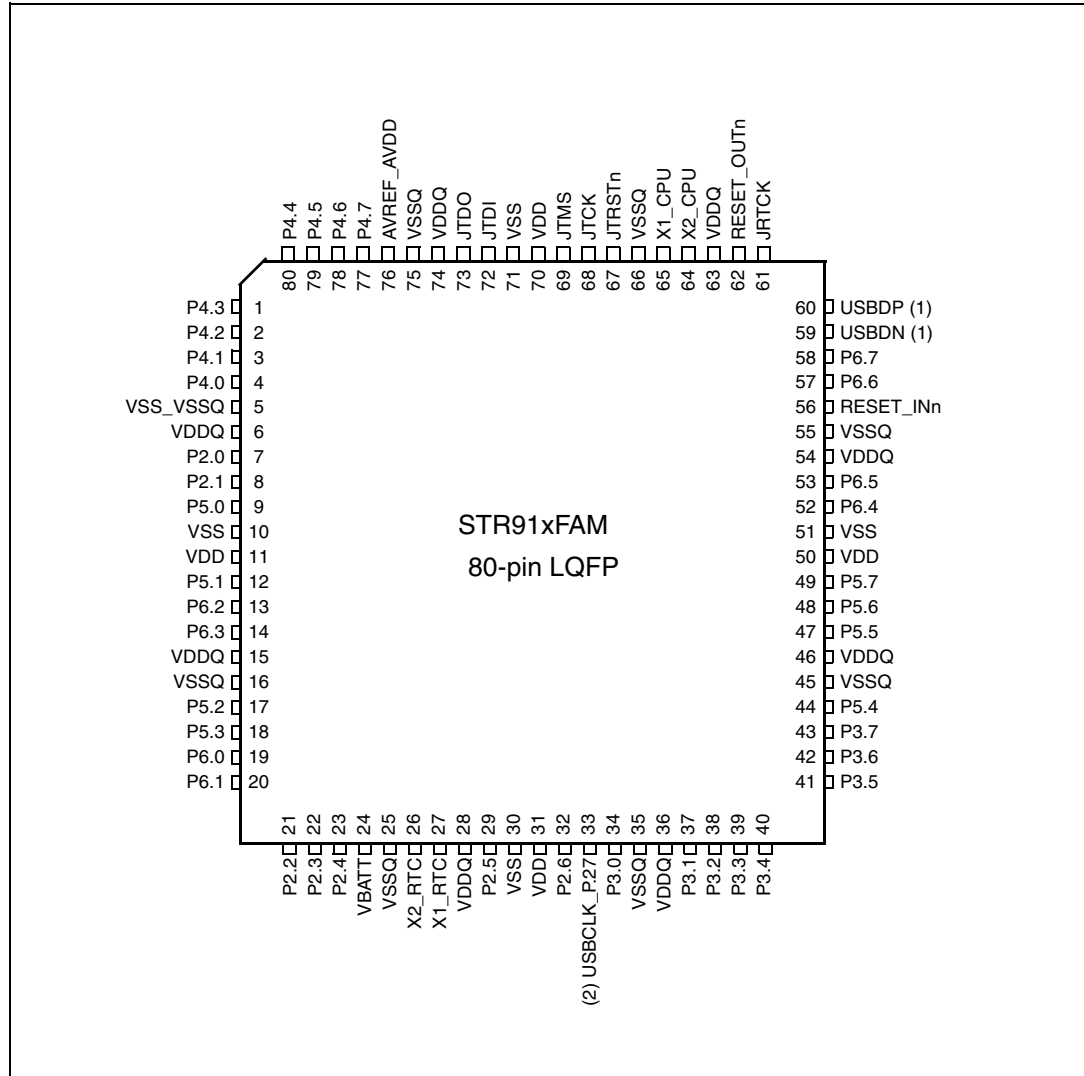 P4.4
P4.5
P4.6
P4.7
AVREF_AVDD
VSSQ
VDDQ
JTDO
JTDI
VSS
VDD
JTMS
JTCK
JTRSTn
VSSQ
X1_CPU
X2_CPU
VDDQ
RESET_OUTn
JRTCK
80
79
78
77
76
75
74
73
72
71
70
69
68
67
66
65
64
63
62
61
P4.3 1
P4.2 2
P4.1 3
P4.0 4
VSS_VSSQ 5
VDDQ 6
P2.0 7
P2.1 8
P5.0 9
VSS 10
VDD 11
P5.1 12
P6.2 13
P6.3 14
VDDQ 15
VSSQ 16
P5.2 17
P5.3 18
P6.0 19
P6.1 20
STR91xFAM
80-pin LQFP
60 USBDP (1)
59 USBDN (1)
58 P6.7
57 P6.6
56 RESET_INn
55 VSSQ
54 VDDQ
53 P6.5
52 P6.4
51 VSS
50 VDD
49 P5.7
48 P5.6
47 P5.5
46 VDDQ
45 VSSQ
44 P5.4
43 P3.7
42 P3.6
41 P3.5
21
22
23
24
25
26
27
28
29
30
31
32
33
34
35
36
37
38
39
40
P2.2
P2.3
P2.4
VBATT
VSSQ
X2_RTC
X1_RTC
VDDQ
P2.5
VSS
VDD
P2.6
(2) USBCLK_P2.7
P3.0
VSSQ
VDDQ
P3.1
P3.2
P3.3
P3.4